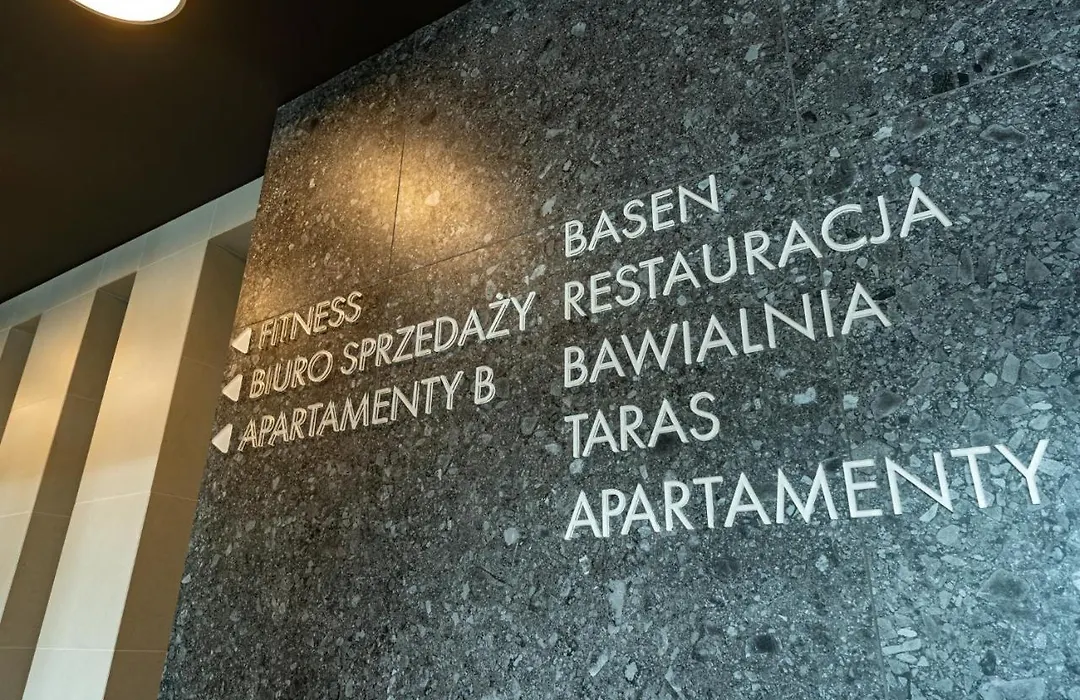 FITNESS
BIURO SPRZEDAŻY
APARTAMENTY B
BASEN
RESTAURACJA
BAWIALNIA
TARAS
APARTAMENTY